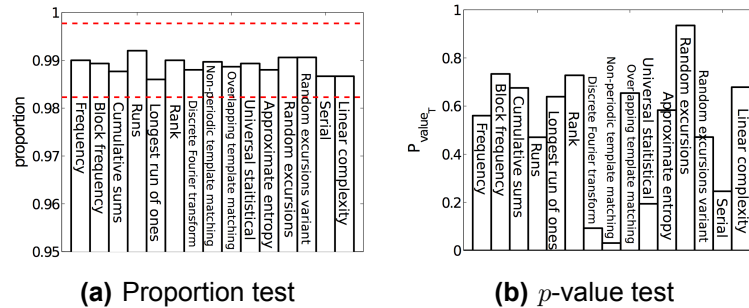 1
0.99
0.98
0.97
0.96
0.95
proportion
Frequency
Block frequency
Cumulative sums
Runs
Longest run of ones
Rank
Discrete Fourier transform
Non-periodic template matching
Overlapping template matching
Universal staitistical
Approximate entropy
Random excursions
Random excursions variant
Serial
Linear complexity
(a) Proportion test
1
0.8
0.6
0.4
0.2
0
P value_T
Frequency
Block frequency
Cumulative sums
Runs
Longest run of ones
Rank
Discrete Fourier transform
Non-periodic template matching
Overlapping template matching
Universal staitistical
Approximate entropy
Random excursions
Random excursions variant
Serial
Linear complexity
(b) p-value test